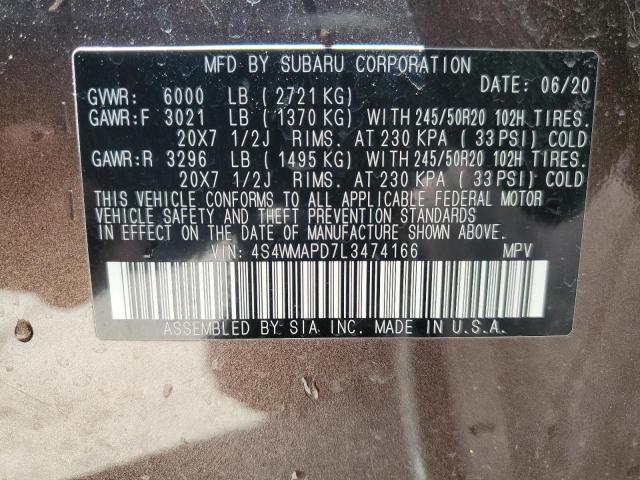 MFD BY SUBARU CORPORATION
DATE: 06/20
GVWR: 6000 LB ( 2721 KG)
GAWR:F 3021 LB ( 1370 KG) WITH 245/50R20 102H TIRES.
20X7 1/2J RIMS. AT 230 KPA ( 33 PSI) COLD
GAWR:R 3296 LB ( 1495 KG) WITH 245/50R20 102H TIRES.
20X7 1/2J RIMS. AT 230 KPA ( 33 PSI) COLD
THIS VEHICLE CONFORMS TO ALL APPLICABLE FEDERAL MOTOR
VEHICLE SAFETY AND THEFT PREVENTION STANDARDS
IN EFFECT ON THE DATE OF MANUFACTURE SHOWN ABOVE.
VIN: 4S4WMAPD7L3474166 MPV
ASSEMBLED BY SIA INC. MADE IN U.S.A.